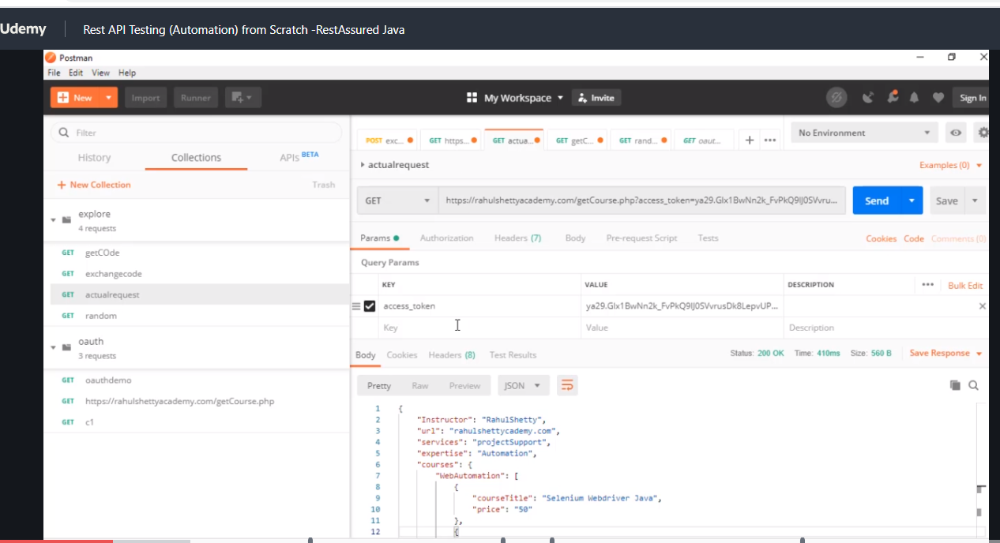 Udemy
Rest API Testing (Automation) from Scratch -RestAssured Java
Postman
File Edit View Help
New Import Runner My Workspace Invite Sign In
Filter
History Collections APIs BETA
New Collection Trash
explore
4 requests
GET getCOde
GET exchangecode
GET actualrequest
GET random
oauth
3 requests
GET oauthdemo
GET https://rahulshettyacademy.com/getCourse.php
GET c1
POST exc... GET https... GET actua... GET getC... GET rand... GET oaut... + ••• No Environment
actualrequest Examples (0)
GET https://rahulshettyacademy.com/getCourse.php?access_token=ya29.Glx1BwNn2k_FvPkQ9lJ0SVvru... Send Save
Params Authorization Headers (7) Body Pre-request Script Tests Cookies Code Comments (0)
Query Params
KEY VALUE DESCRIPTION ••• Bulk Edit
access_token ya29.Glx1BwNn2k_FvPkQ9lJ0SVvrusDk8LepvUP...
Key Value Description
Body Cookies Headers (8) Test Results Status: 200 OK Time: 410ms Size: 560 B Save Response
Pretty Raw Preview JSON
1 {
2 "Instructor": "RahulShetty",
3 "url": "rahulshettycademy.com",
4 "services": "projectSupport",
5 "expertise": "Automation",
6 "courses": {
7 "WebAutomation": [
8 {
9 "courseTitle": "Selenium Webdriver Java",
10 "price": "50"
11 },
12 {